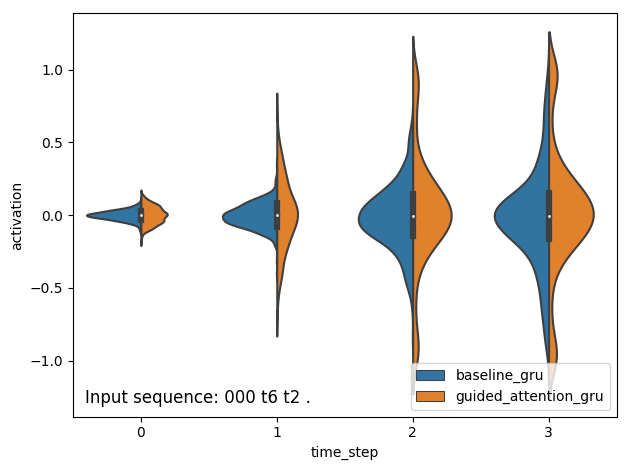 1.0
0.5
0.0
−0.5
−1.0
activation
Input sequence: 000 t6 t2 .
baseline_gru
guided_attention_gru
0 1 2 3
time_step